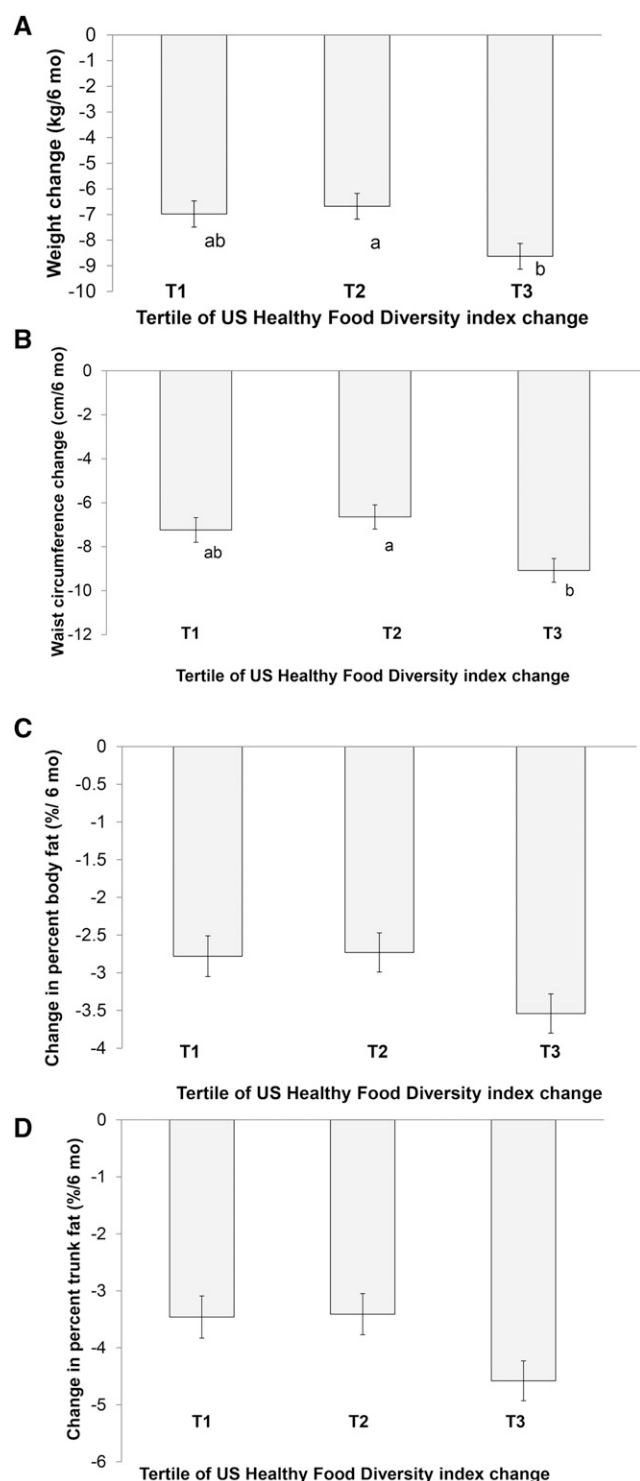 A
Weight change (kg/6 mo)
0
-1
-2
-3
-4
-5
-6
-7
-8
-9
-10
ab
a
b
T1 T2 T3
Tertile of US Healthy Food Diversity index change
B
Waist circumference change (cm/6 mo)
0
-2
-4
-6
-8
-10
-12
ab
a
b
T1 T2 T3
Tertile of US Healthy Food Diversity index change
C
Change in percent body fat (%/ 6 mo)
0
-0.5
-1
-1.5
-2
-2.5
-3
-3.5
-4
T1 T2 T3
Tertile of US Healthy Food Diversity index change
D
Change in percent trunk fat (%/6 mo)
0
-1
-2
-3
-4
-5
-6
T1 T2 T3
Tertile of US Healthy Food Diversity index change